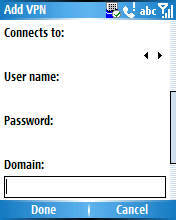 Add VPN abc
Connects to:
User name:
Password:
Domain:
Done Cancel